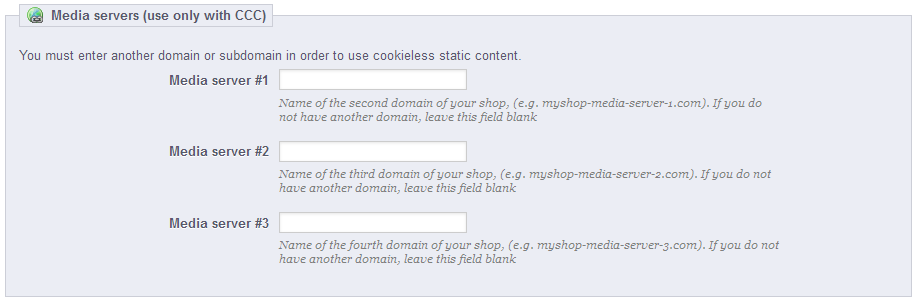 Media servers (use only with CCC)
You must enter another domain or subdomain in order to use cookieless static content.
Media server #1
Name of the second domain of your shop, (e.g. myshop-media-server-1.com). If you do
not have another domain, leave this field blank
Media server #2
Name of the third domain of your shop, (e.g. myshop-media-server-2.com). If you do not
have another domain, leave this field blank
Media server #3
Name of the fourth domain of your shop, (e.g. myshop-media-server-3.com). If you do not
have another domain, leave this field blank